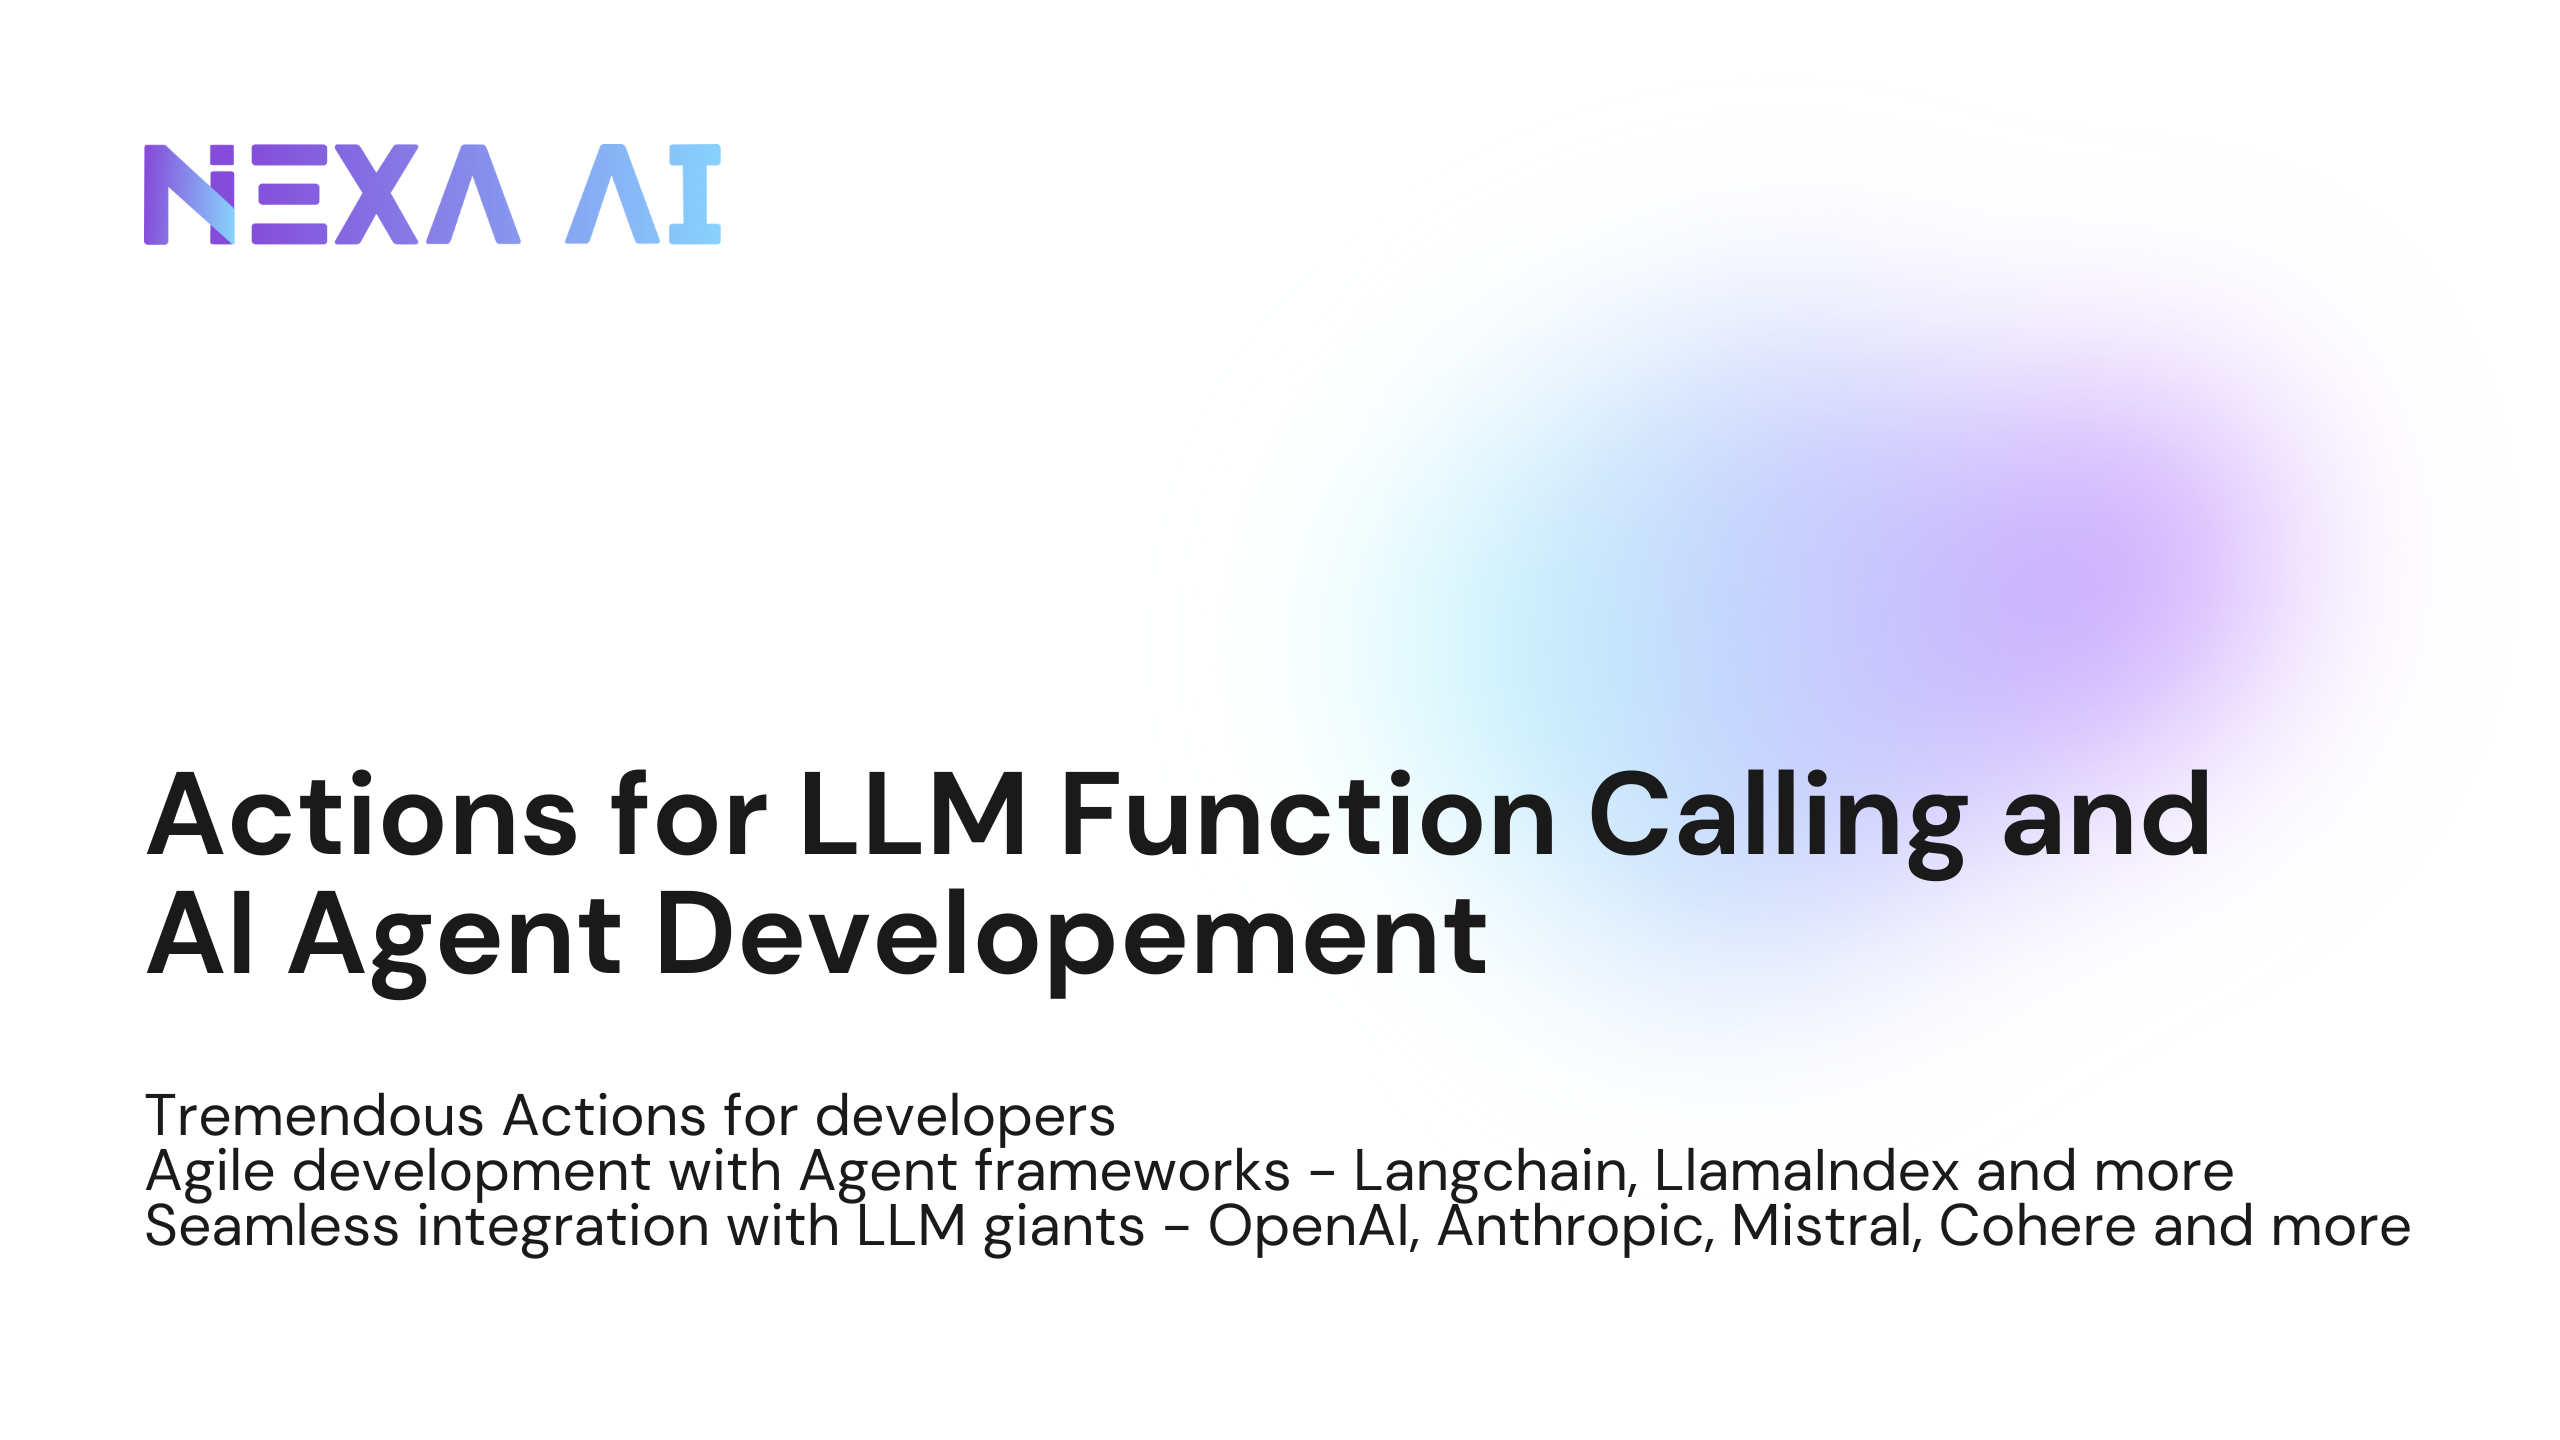 NEXA AI
Actions for LLM Function Calling and
AI Agent Developement
Tremendous Actions for developers
Agile development with Agent frameworks - Langchain, LlamaIndex and more
Seamless integration with LLM giants - OpenAI, Anthropic, Mistral, Cohere and more